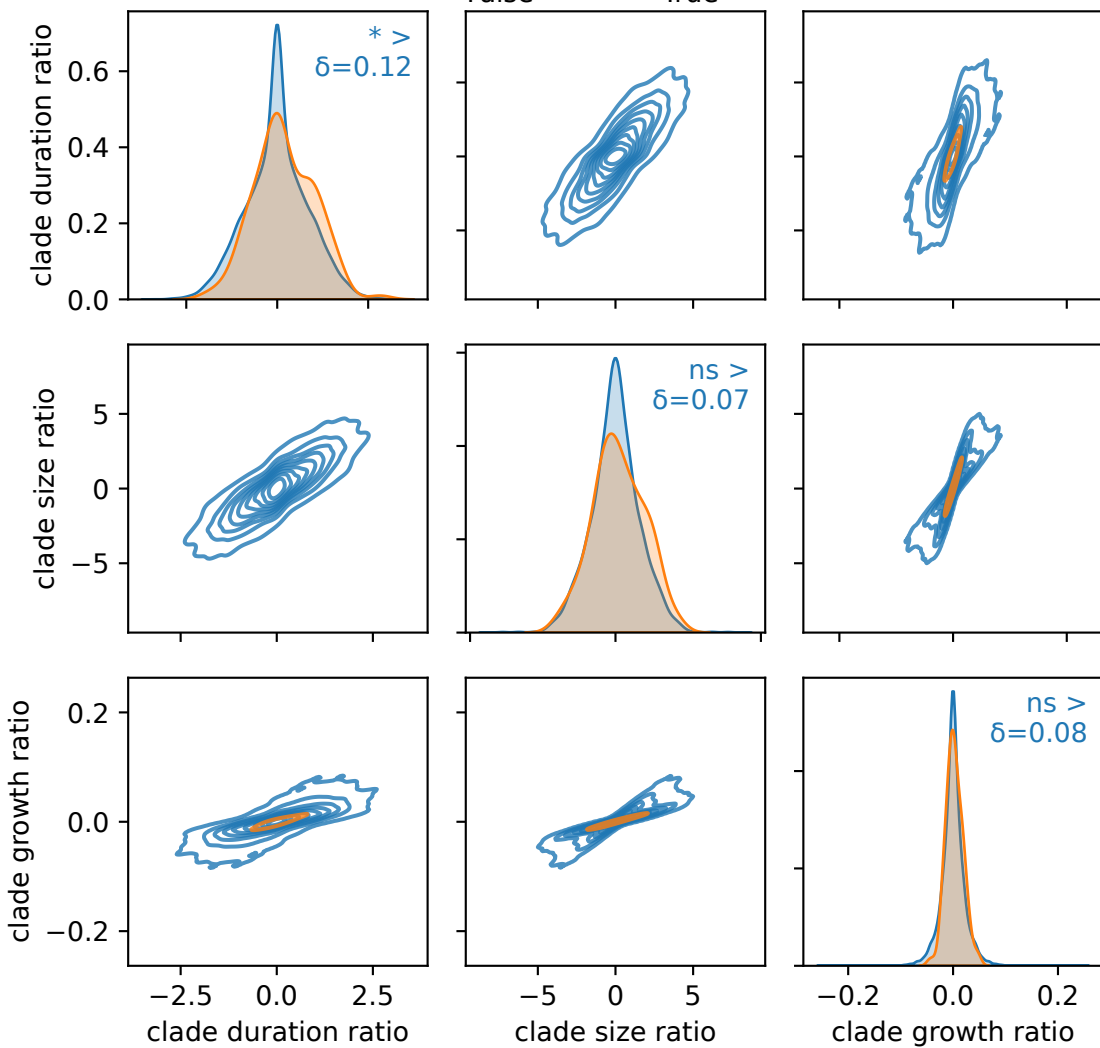 clade duration ratio
0.6
0.4
0.2
0.0
* >
δ=0.12
clade size ratio
5
0
−5
ns >
δ=0.07
clade growth ratio
0.2
0.0
−0.2
ns >
δ=0.08
−2.5 0.0 2.5
−5 0 5
−0.2 0.0 0.2
clade duration ratio
clade size ratio
clade growth ratio